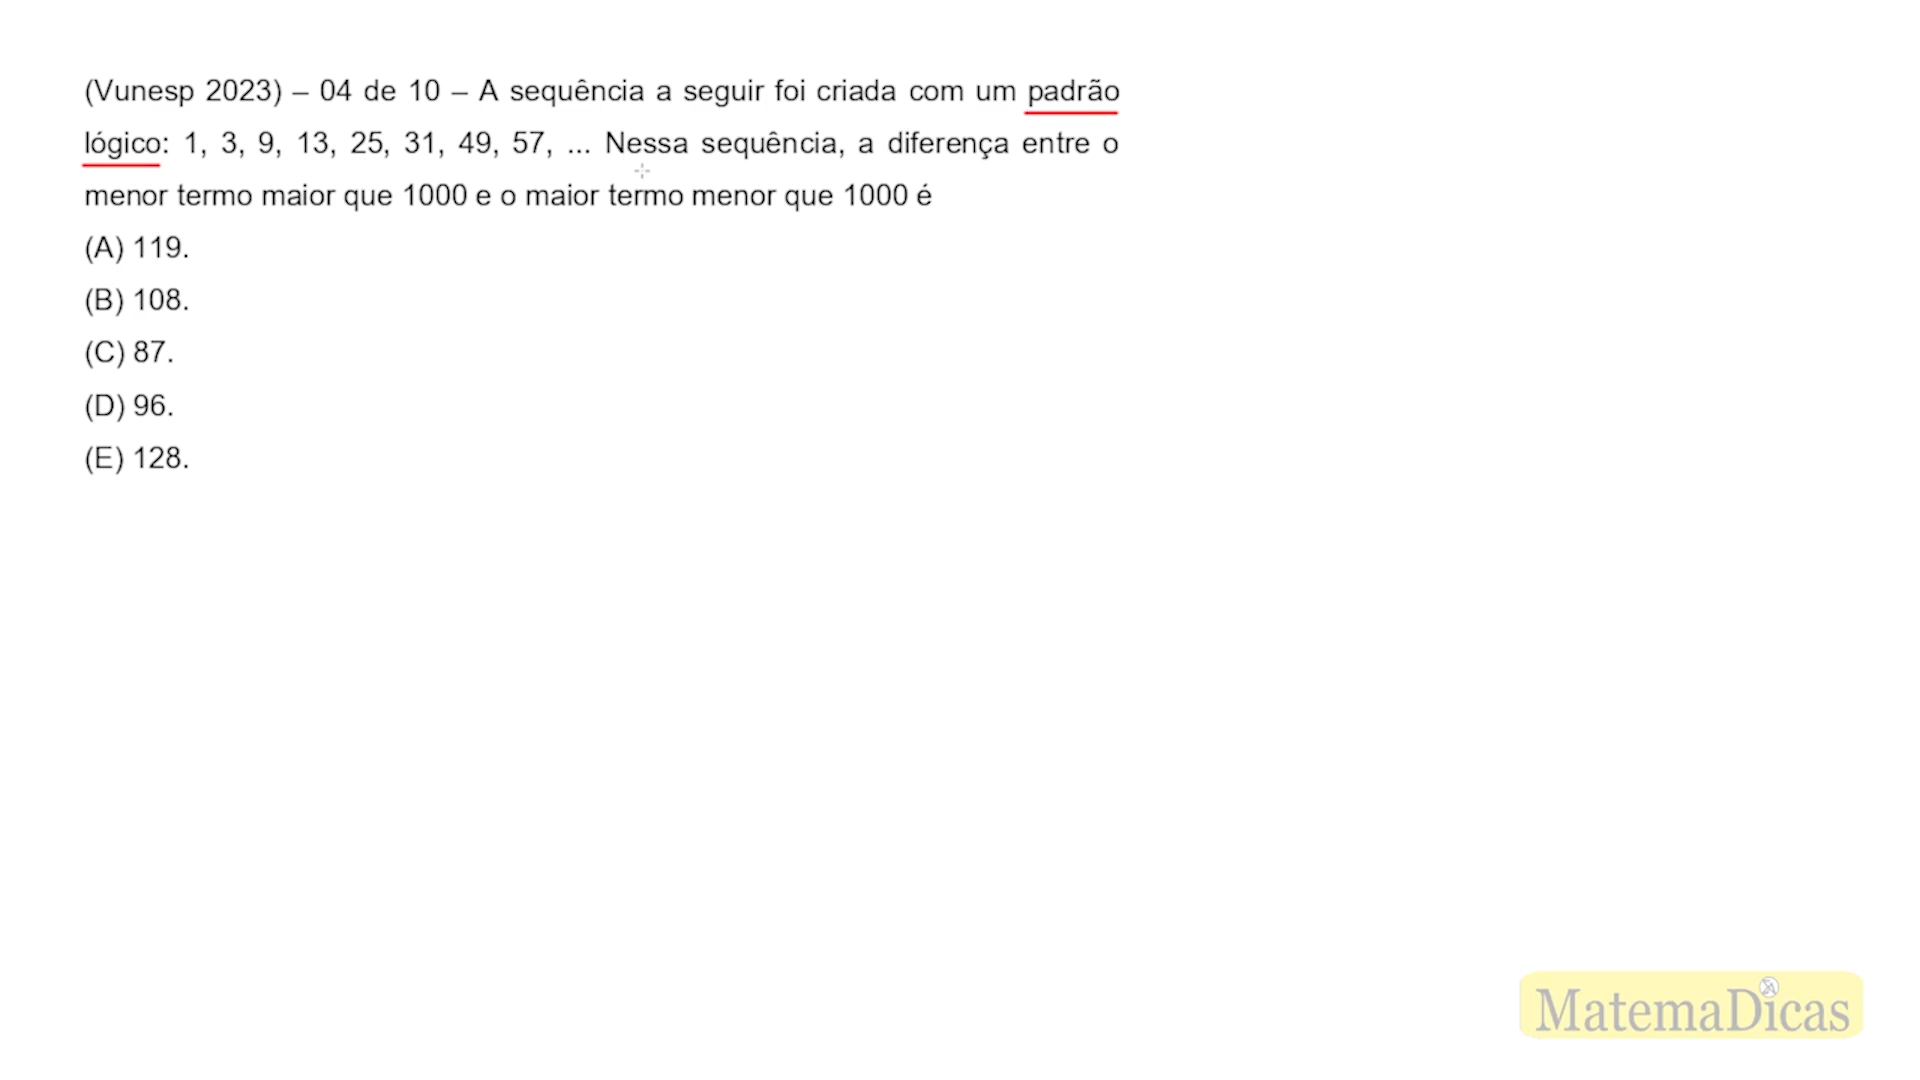 (Vunesp 2023) – 04 de 10 – A sequência a seguir foi criada com um padrão
lógico: 1, 3, 9, 13, 25, 31, 49, 57, ... Nessa sequência, a diferença entre o
menor termo maior que 1000 e o maior termo menor que 1000 é
(A) 119.
(B) 108.
(C) 87.
(D) 96.
(E) 128.
MatemaDicas